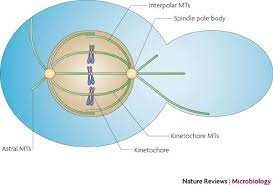 Interpolar MTs
Spindle pole body
Kinetochore MTs
Astral MTs
Kinetochore
Nature Reviews | Microbiology